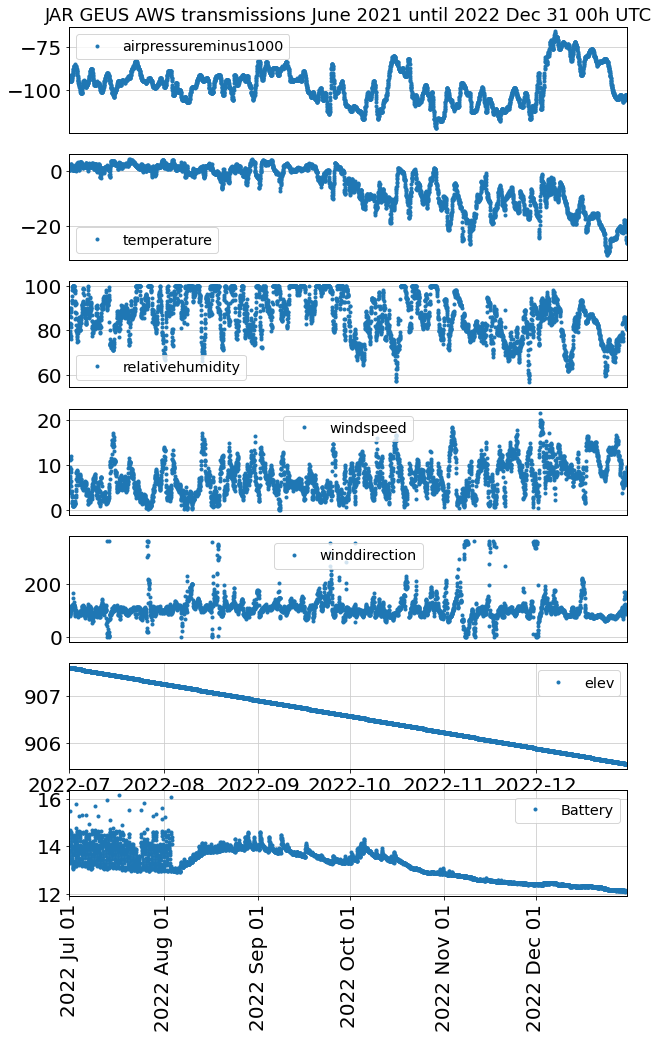 JAR GEUS AWS transmissions June 2021 until 2022 Dec 31 00h UTC
−75
−100
airpressureminus1000
0
−20
temperature
100
80
60
relativehumidity
20
10
0
windspeed
200
0
winddirection
907
906
elev
2022-07 2022-08 2022-09 2022-10 2022-11 2022-12
16
14
12
Battery
2022 Jul 01
2022 Aug 01
2022 Sep 01
2022 Oct 01
2022 Nov 01
2022 Dec 01